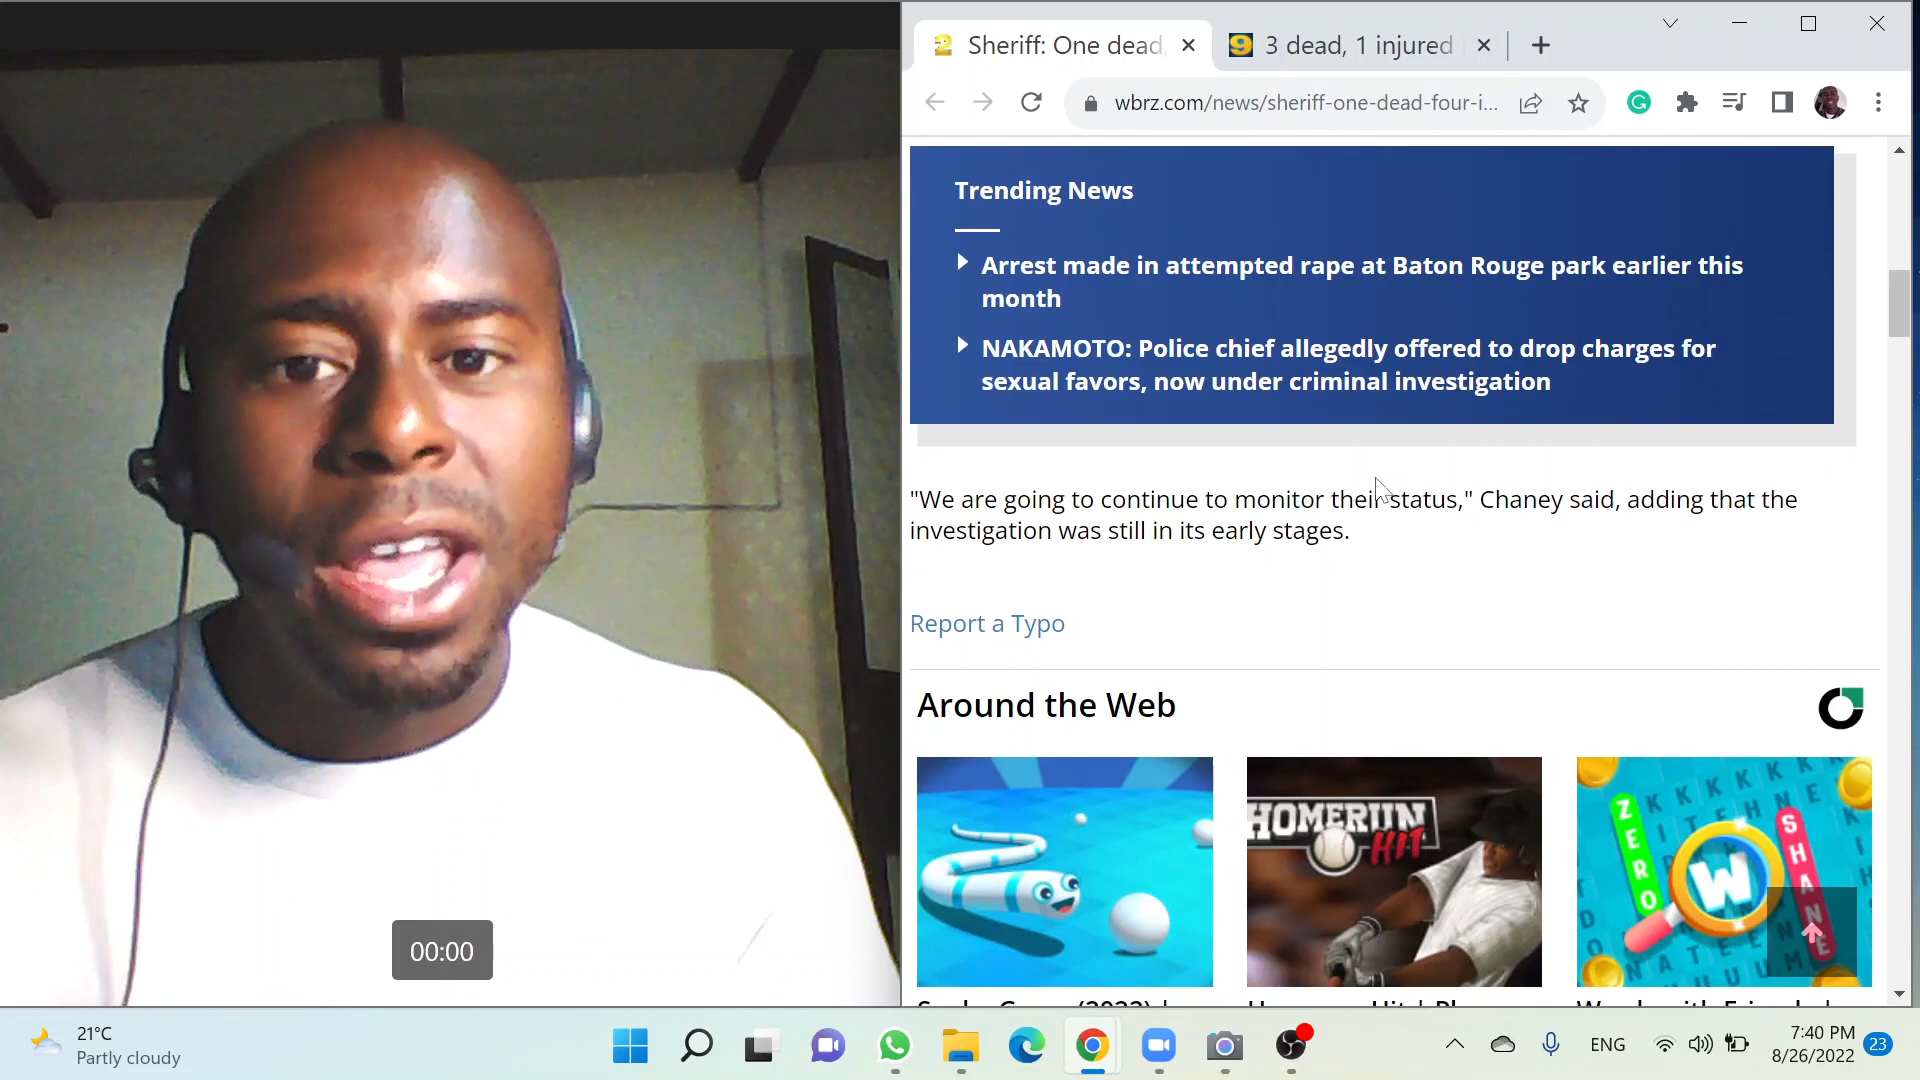 Sheriff: One dead,
3 dead, 1 injured
wbrz.com/news/sheriff-one-dead-four-i...
Trending News
Arrest made in attempted rape at Baton Rouge park earlier this
month
NAKAMOTO: Police chief allegedly offered to drop charges for
sexual favors, now under criminal investigation
"We are going to continue to monitor their status," Chaney said, adding that the
investigation was still in its early stages.
Report a Typo
Around the Web
HOMERUN
HIT
ZERO
W
SHANE
00:00
21°C
Partly cloudy
ENG
7:40 PM
8/26/2022
23